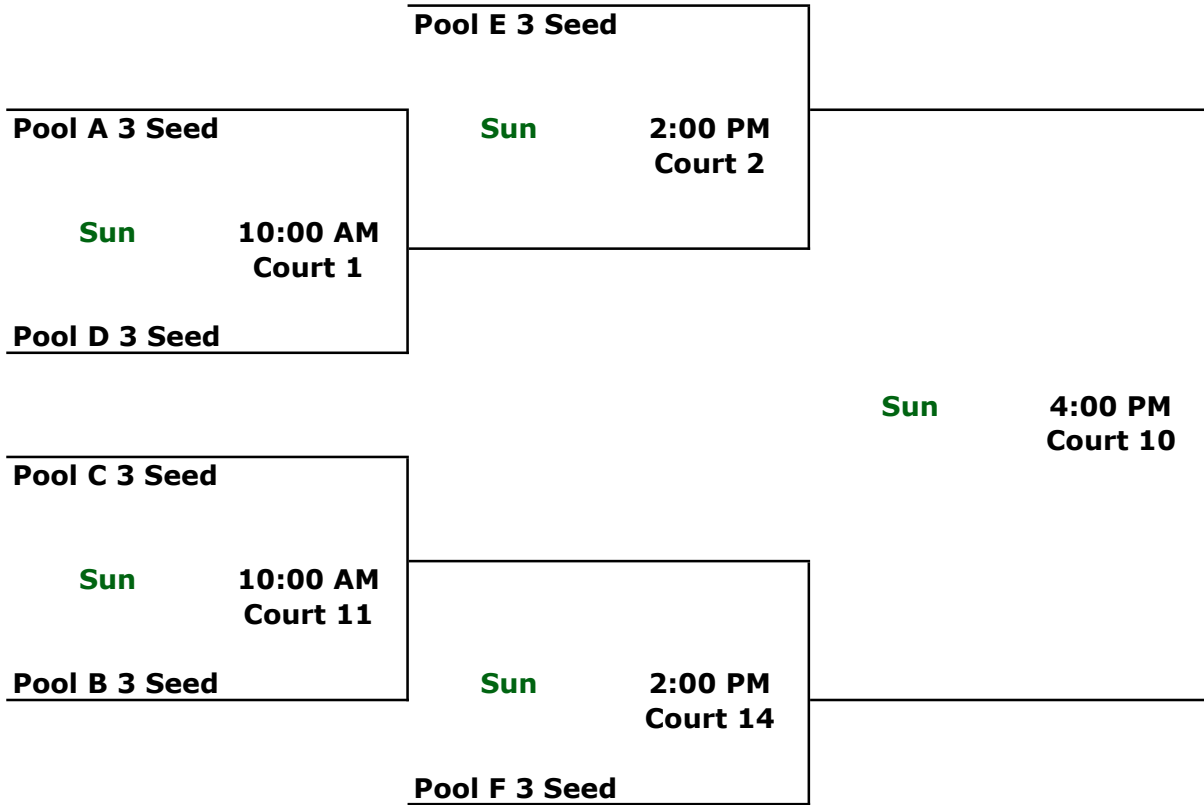 Pool E 3 Seed
Pool A 3 Seed
Sun 2:00 PM
Court 2
Sun 10:00 AM
Court 1
Pool D 3 Seed
Sun 4:00 PM
Court 10
Pool C 3 Seed
Sun 10:00 AM
Court 11
Pool B 3 Seed
Sun 2:00 PM
Court 14
Pool F 3 Seed